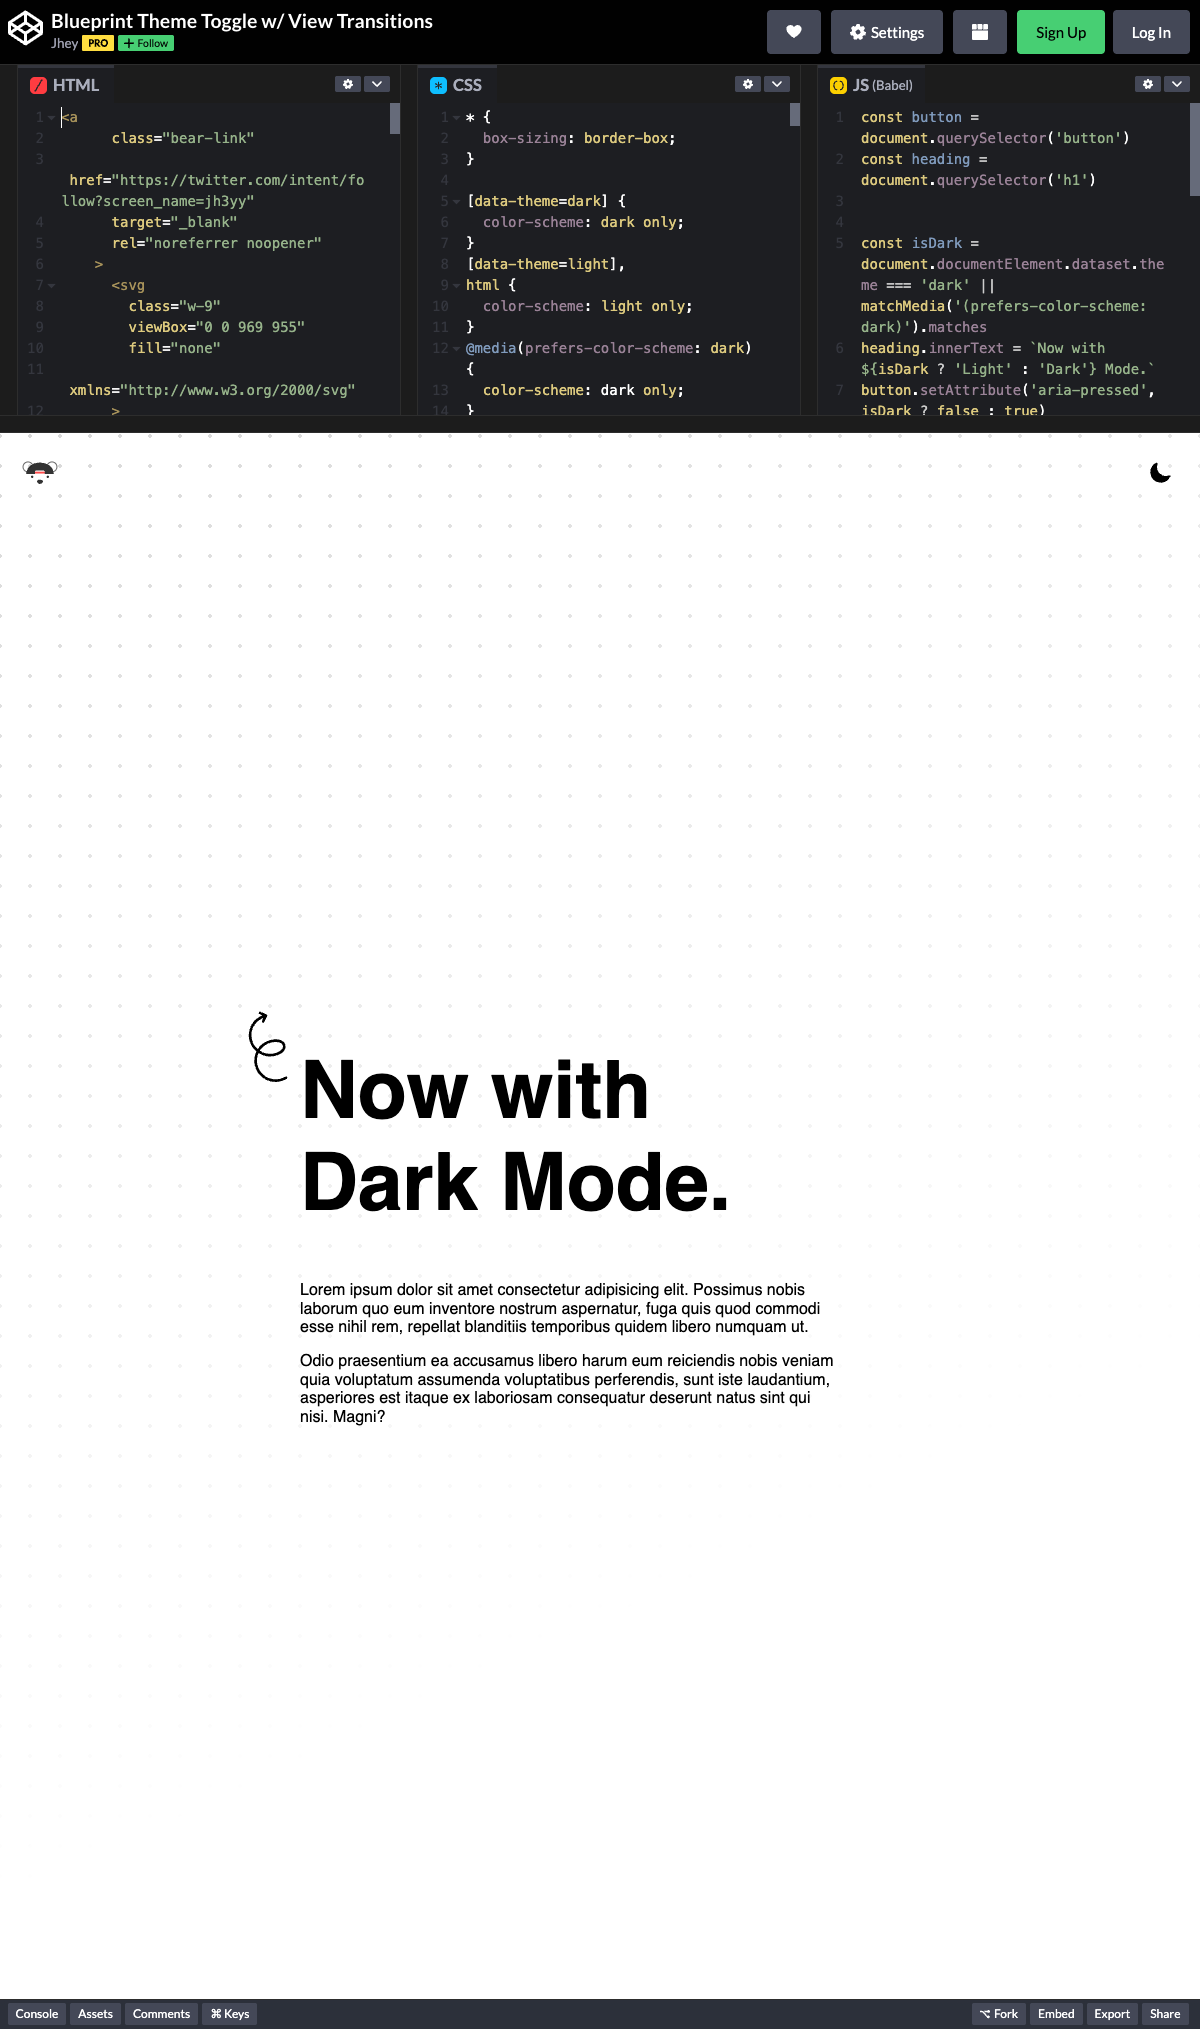 Blueprint Theme Toggle w/ View Transitions
Jhey PRO + Follow
Settings
Sign Up
Log In
HTML
1 <a
2 class="bear-link"
3
href="https://twitter.com/intent/fo
llow?screen_name=jh3yy"
4 target="_blank"
5 rel="noreferrer noopener"
6 >
7 <svg
8 class="w-9"
9 viewBox="0 0 969 955"
10 fill="none"
11
xmlns="http://www.w3.org/2000/svg"
12 >
CSS
1 * {
2 box-sizing: border-box;
3 }
4
5 [data-theme=dark] {
6 color-scheme: dark only;
7 }
8 [data-theme=light],
9 html {
10 color-scheme: light only;
11 }
12 @media(prefers-color-scheme: dark)
{
13 color-scheme: dark only;
14 }
JS (Babel)
1 const button =
document.querySelector('button')
2 const heading =
document.querySelector('h1')
3
4
5 const isDark =
document.documentElement.dataset.the
me === 'dark' ||
matchMedia('(prefers-color-scheme:
dark)').matches
6 heading.innerText = `Now with
${isDark ? 'Light' : 'Dark'} Mode.`
7 button.setAttribute('aria-pressed',
isDark ? false : true)
Now with
Dark Mode.
Lorem ipsum dolor sit amet consectetur adipisicing elit. Possimus nobis
laborum quo eum inventore nostrum aspernatur, fuga quis quod commodi
esse nihil rem, repellat blanditiis temporibus quidem libero numquam ut.
Odio praesentium ea accusamus libero harum eum reiciendis nobis veniam
quia voluptatum assumenda voluptatibus perferendis, sunt iste laudantium,
asperiores est itaque ex laboriosam consequatur deserunt natus sint qui
nisi. Magni?
Console
Assets
Comments
⌘ Keys
⌥ Fork
Embed
Export
Share